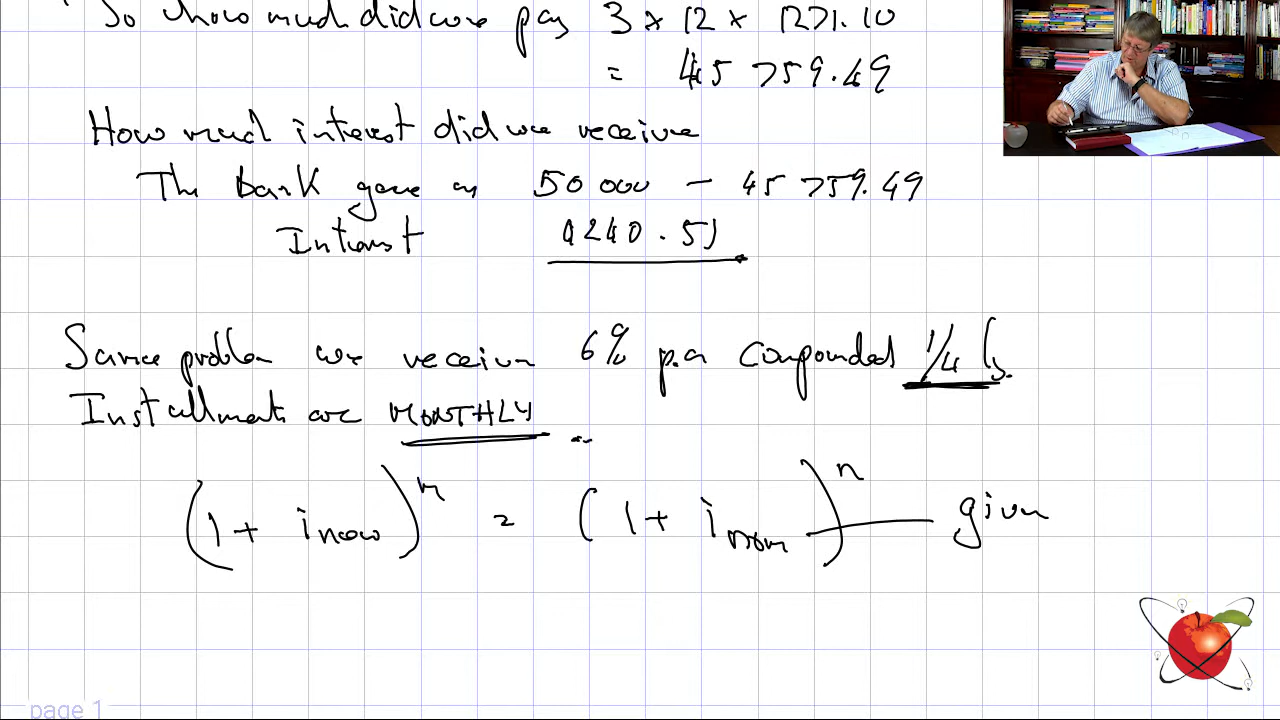 So how much did we pay 3 × 12 × 1271.10
= 45 759.49
How much interest did we receive
The bank gave us 50 000 – 45 759.49
Interest 4240.51
Same problem we receive 6% p.a compounded 1/4 ly.
Installments are MONTHLY
(1 + i now)^n = (1 + i nom)^n given
page 1